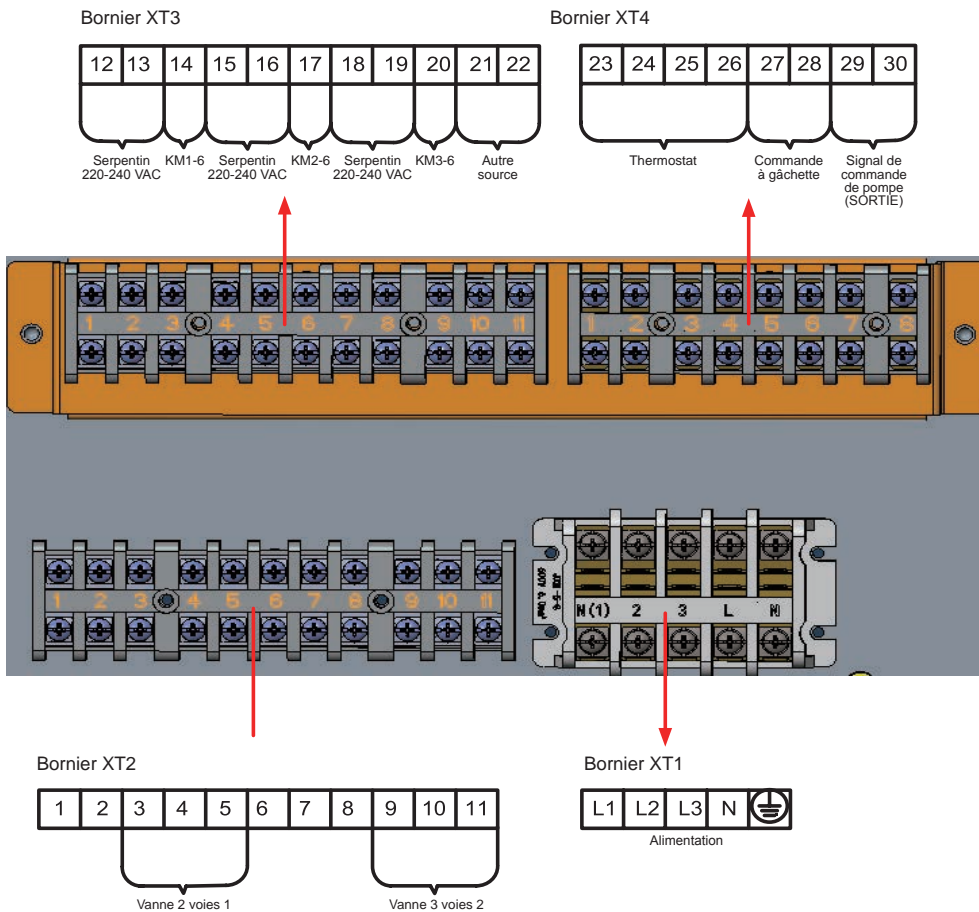 Bornier XT3
Bornier XT4
12 13 14 15 16 17 18 19 20 21 22
23 24 25 26 27 28 29 30
Serpentin
220-240 VAC
KM1-6
Serpentin
220-240 VAC
KM2-6
Serpentin
220-240 VAC
KM3-6
Autre
source
Thermostat
Commande
à gâchette
Signal de
commande
de pompe
(SORTIE)
1 2 3 4 5 6 7 8 9 10 11
1 2 3 4 5 6 7 8
1 2 3 4 5 6 7 8 9 10 11
N(1) 2 3 L N
Bornier XT2
Bornier XT1
1 2 3 4 5 6 7 8 9 10 11
L1 L2 L3 N
Alimentation
Vanne 2 voies 1
Vanne 3 voies 2